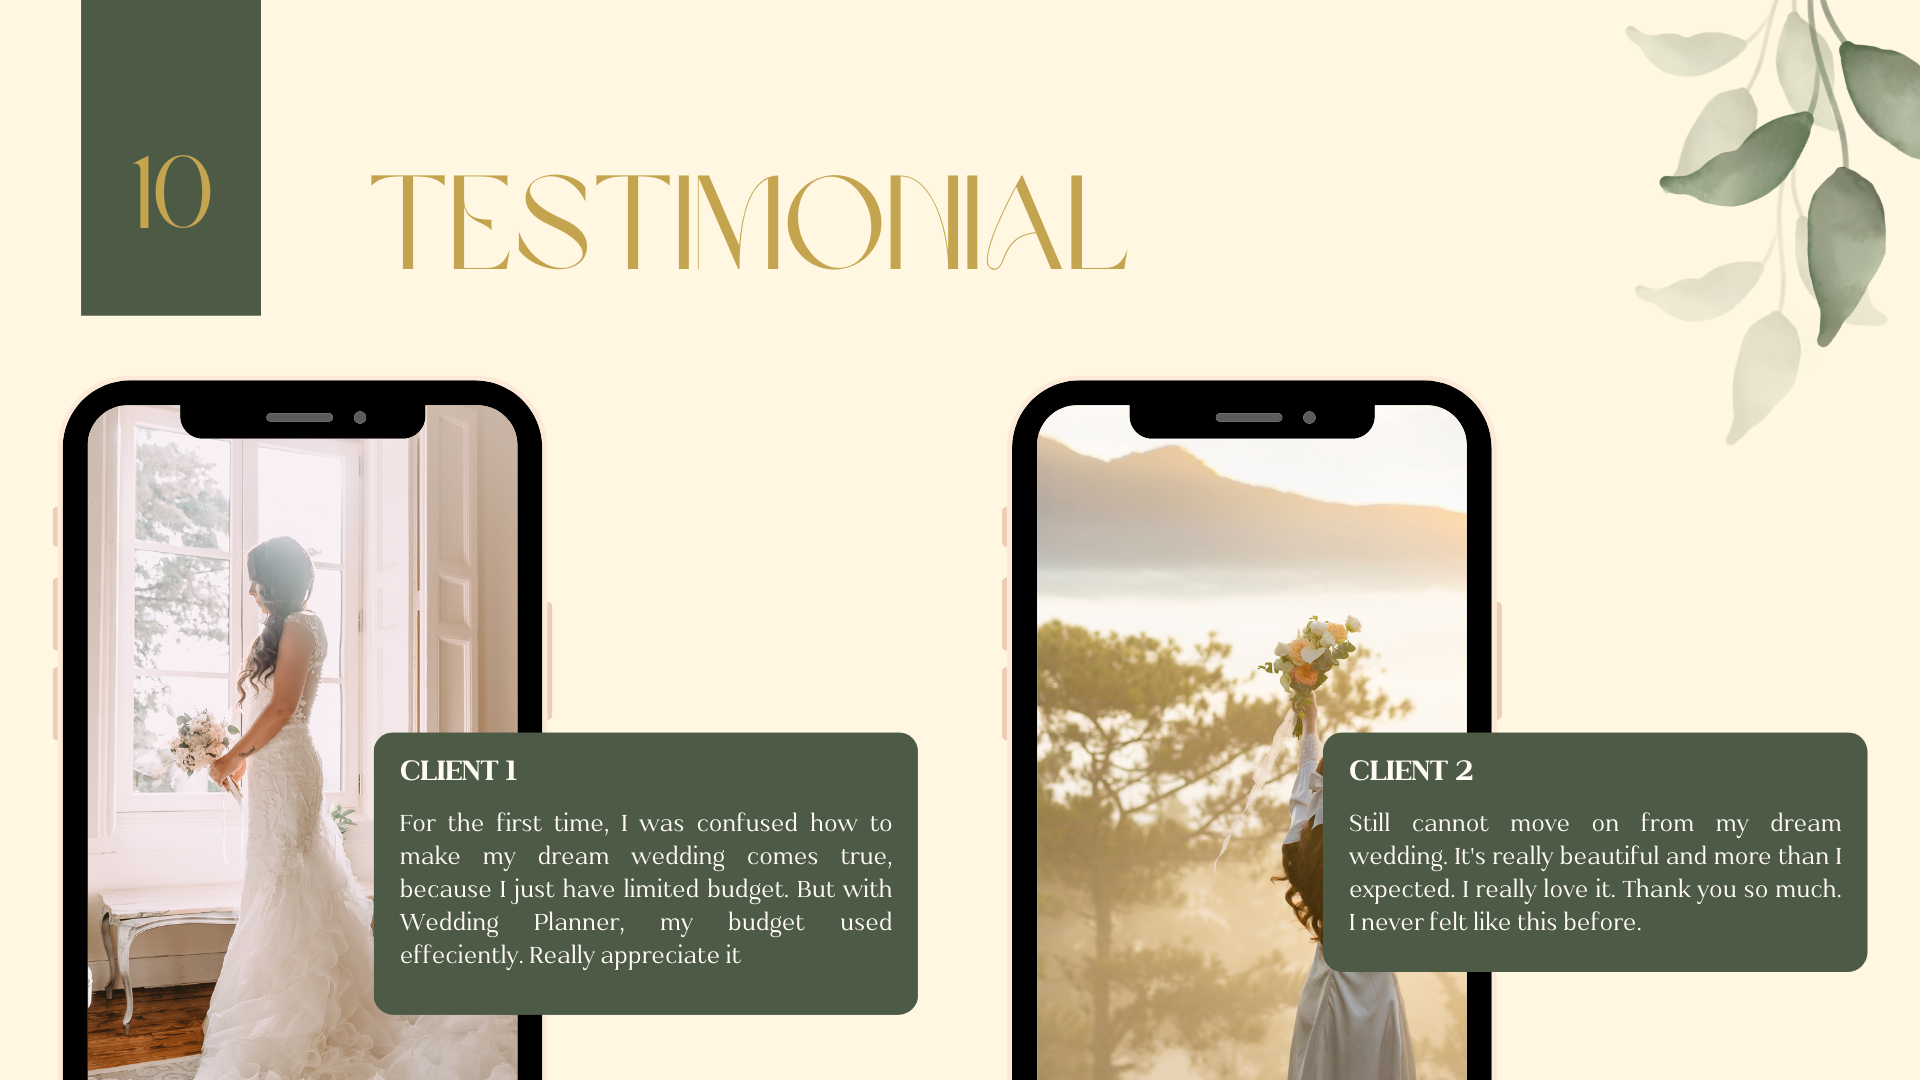 10
TESTIMONIAL
CLIENT 1
For the first time, I was confused how to
make my dream wedding comes true,
because I just have limited budget. But with
Wedding Planner, my budget used
effeciently. Really appreciate it
CLIENT 2
Still cannot move on from my dream
wedding. It's really beautiful and more than I
expected. I really love it. Thank you so much.
I never felt like this before.